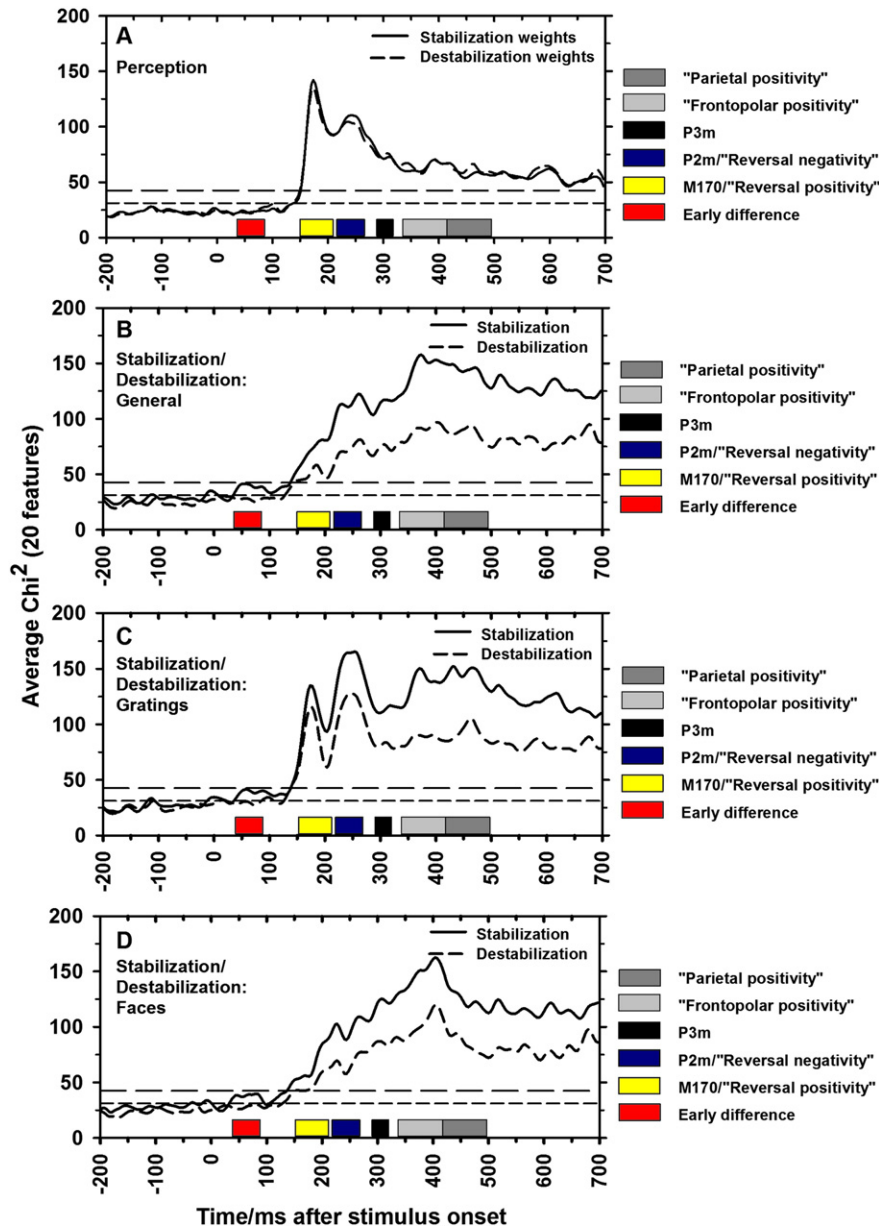 Average Chi² (20 features)
A
Perception
Stabilization weights
Destabilization weights
200
150
100
50
0
-200 -100 0 100 200 300 400 500 600 700
"Parietal positivity"
"Frontopolar positivity"
P3m
P2m/"Reversal negativity"
M170/"Reversal positivity"
Early difference
B
Stabilization/
Destabilization:
General
Stabilization
Destabilization
200
150
100
50
0
-200 -100 0 100 200 300 400 500 600 700
"Parietal positivity"
"Frontopolar positivity"
P3m
P2m/"Reversal negativity"
M170/"Reversal positivity"
Early difference
C
Stabilization/
Destabilization:
Gratings
Stabilization
Destabilization
200
150
100
50
0
-200 -100 0 100 200 300 400 500 600 700
"Parietal positivity"
"Frontopolar positivity"
P3m
P2m/"Reversal negativity"
M170/"Reversal positivity"
Early difference
D
Stabilization/
Destabilization:
Faces
Stabilization
Destabilization
200
150
100
50
0
-200 -100 0 100 200 300 400 500 600 700
"Parietal positivity"
"Frontopolar positivity"
P3m
P2m/"Reversal negativity"
M170/"Reversal positivity"
Early difference
Time/ms after stimulus onset